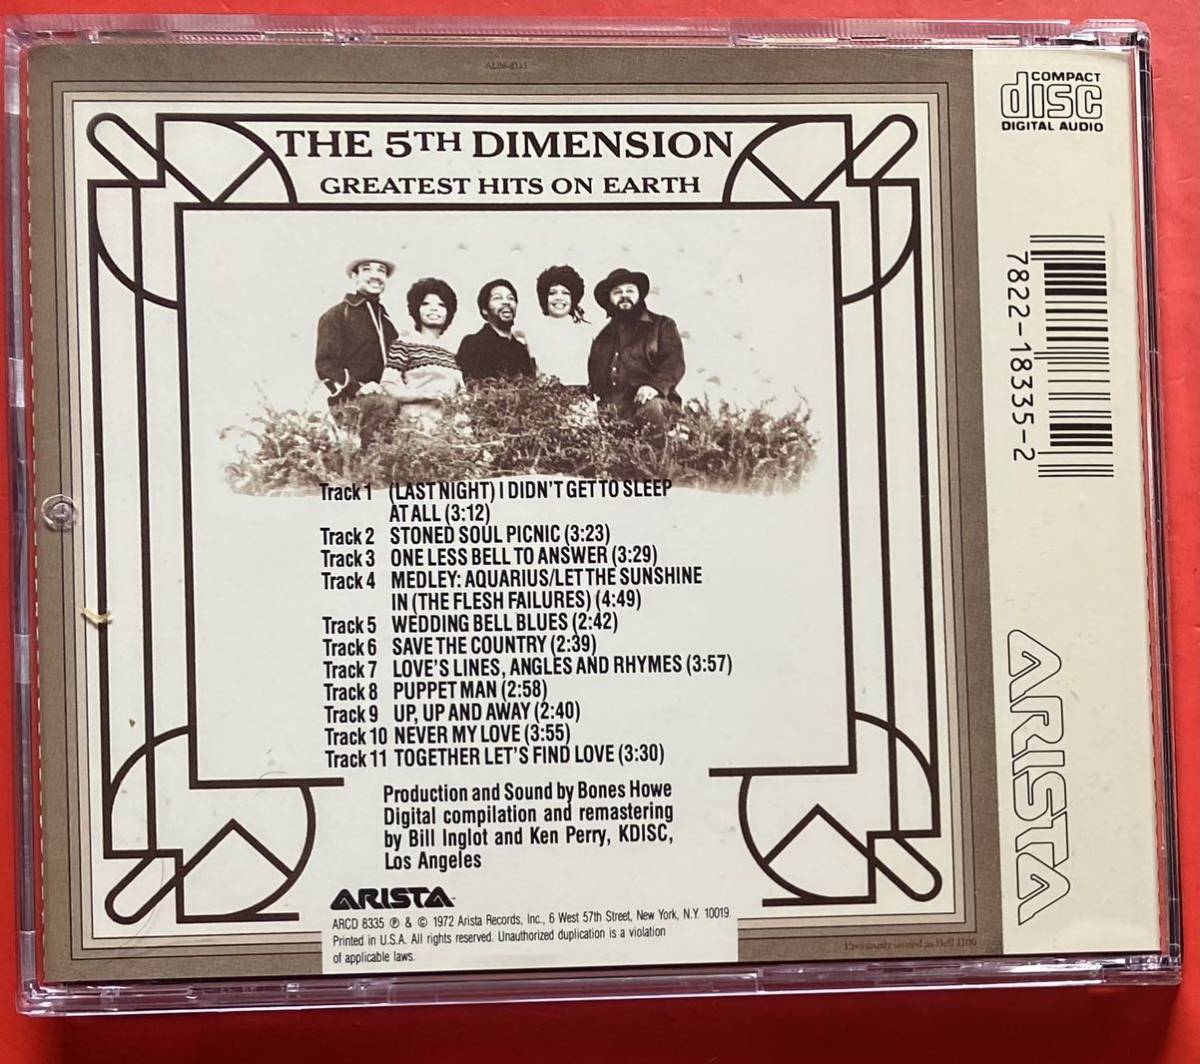 AL06-8335
THE 5TH DIMENSION
GREATEST HITS ON EARTH
Track 1 (LAST NIGHT) I DIDN'T GET TO SLEEP
AT ALL (3:12)
Track 2 STONED SOUL PICNIC (3:23)
Track 3 ONE LESS BELL TO ANSWER (3:29)
Track 4 MEDLEY: AQUARIUS/LET THE SUNSHINE
IN (THE FLESH FAILURES) (4:49)
Track 5 WEDDING BELL BLUES (2:42)
Track 6 SAVE THE COUNTRY (2:39)
Track 7 LOVE'S LINES, ANGLES AND RHYMES (3:57)
Track 8 PUPPET MAN (2:58)
Track 9 UP, UP AND AWAY (2:40)
Track 10 NEVER MY LOVE (3:55)
Track 11 TOGETHER LET'S FIND LOVE (3:30)
Production and Sound by Bones Howe
Digital compilation and remastering
by Bill Inglot and Ken Perry, KDISC,
Los Angeles
ARISTA
ARCD 8335 ℗ & © 1972 Arista Records, Inc., 6 West 57th Street, New York, N.Y. 10019.
Printed in U.S.A. All rights reserved. Unauthorized duplication is a violation
of applicable laws.
Previously issued as Bell 1106
COMPACT
disc
DIGITAL AUDIO
7822-18335-2
ARISTA